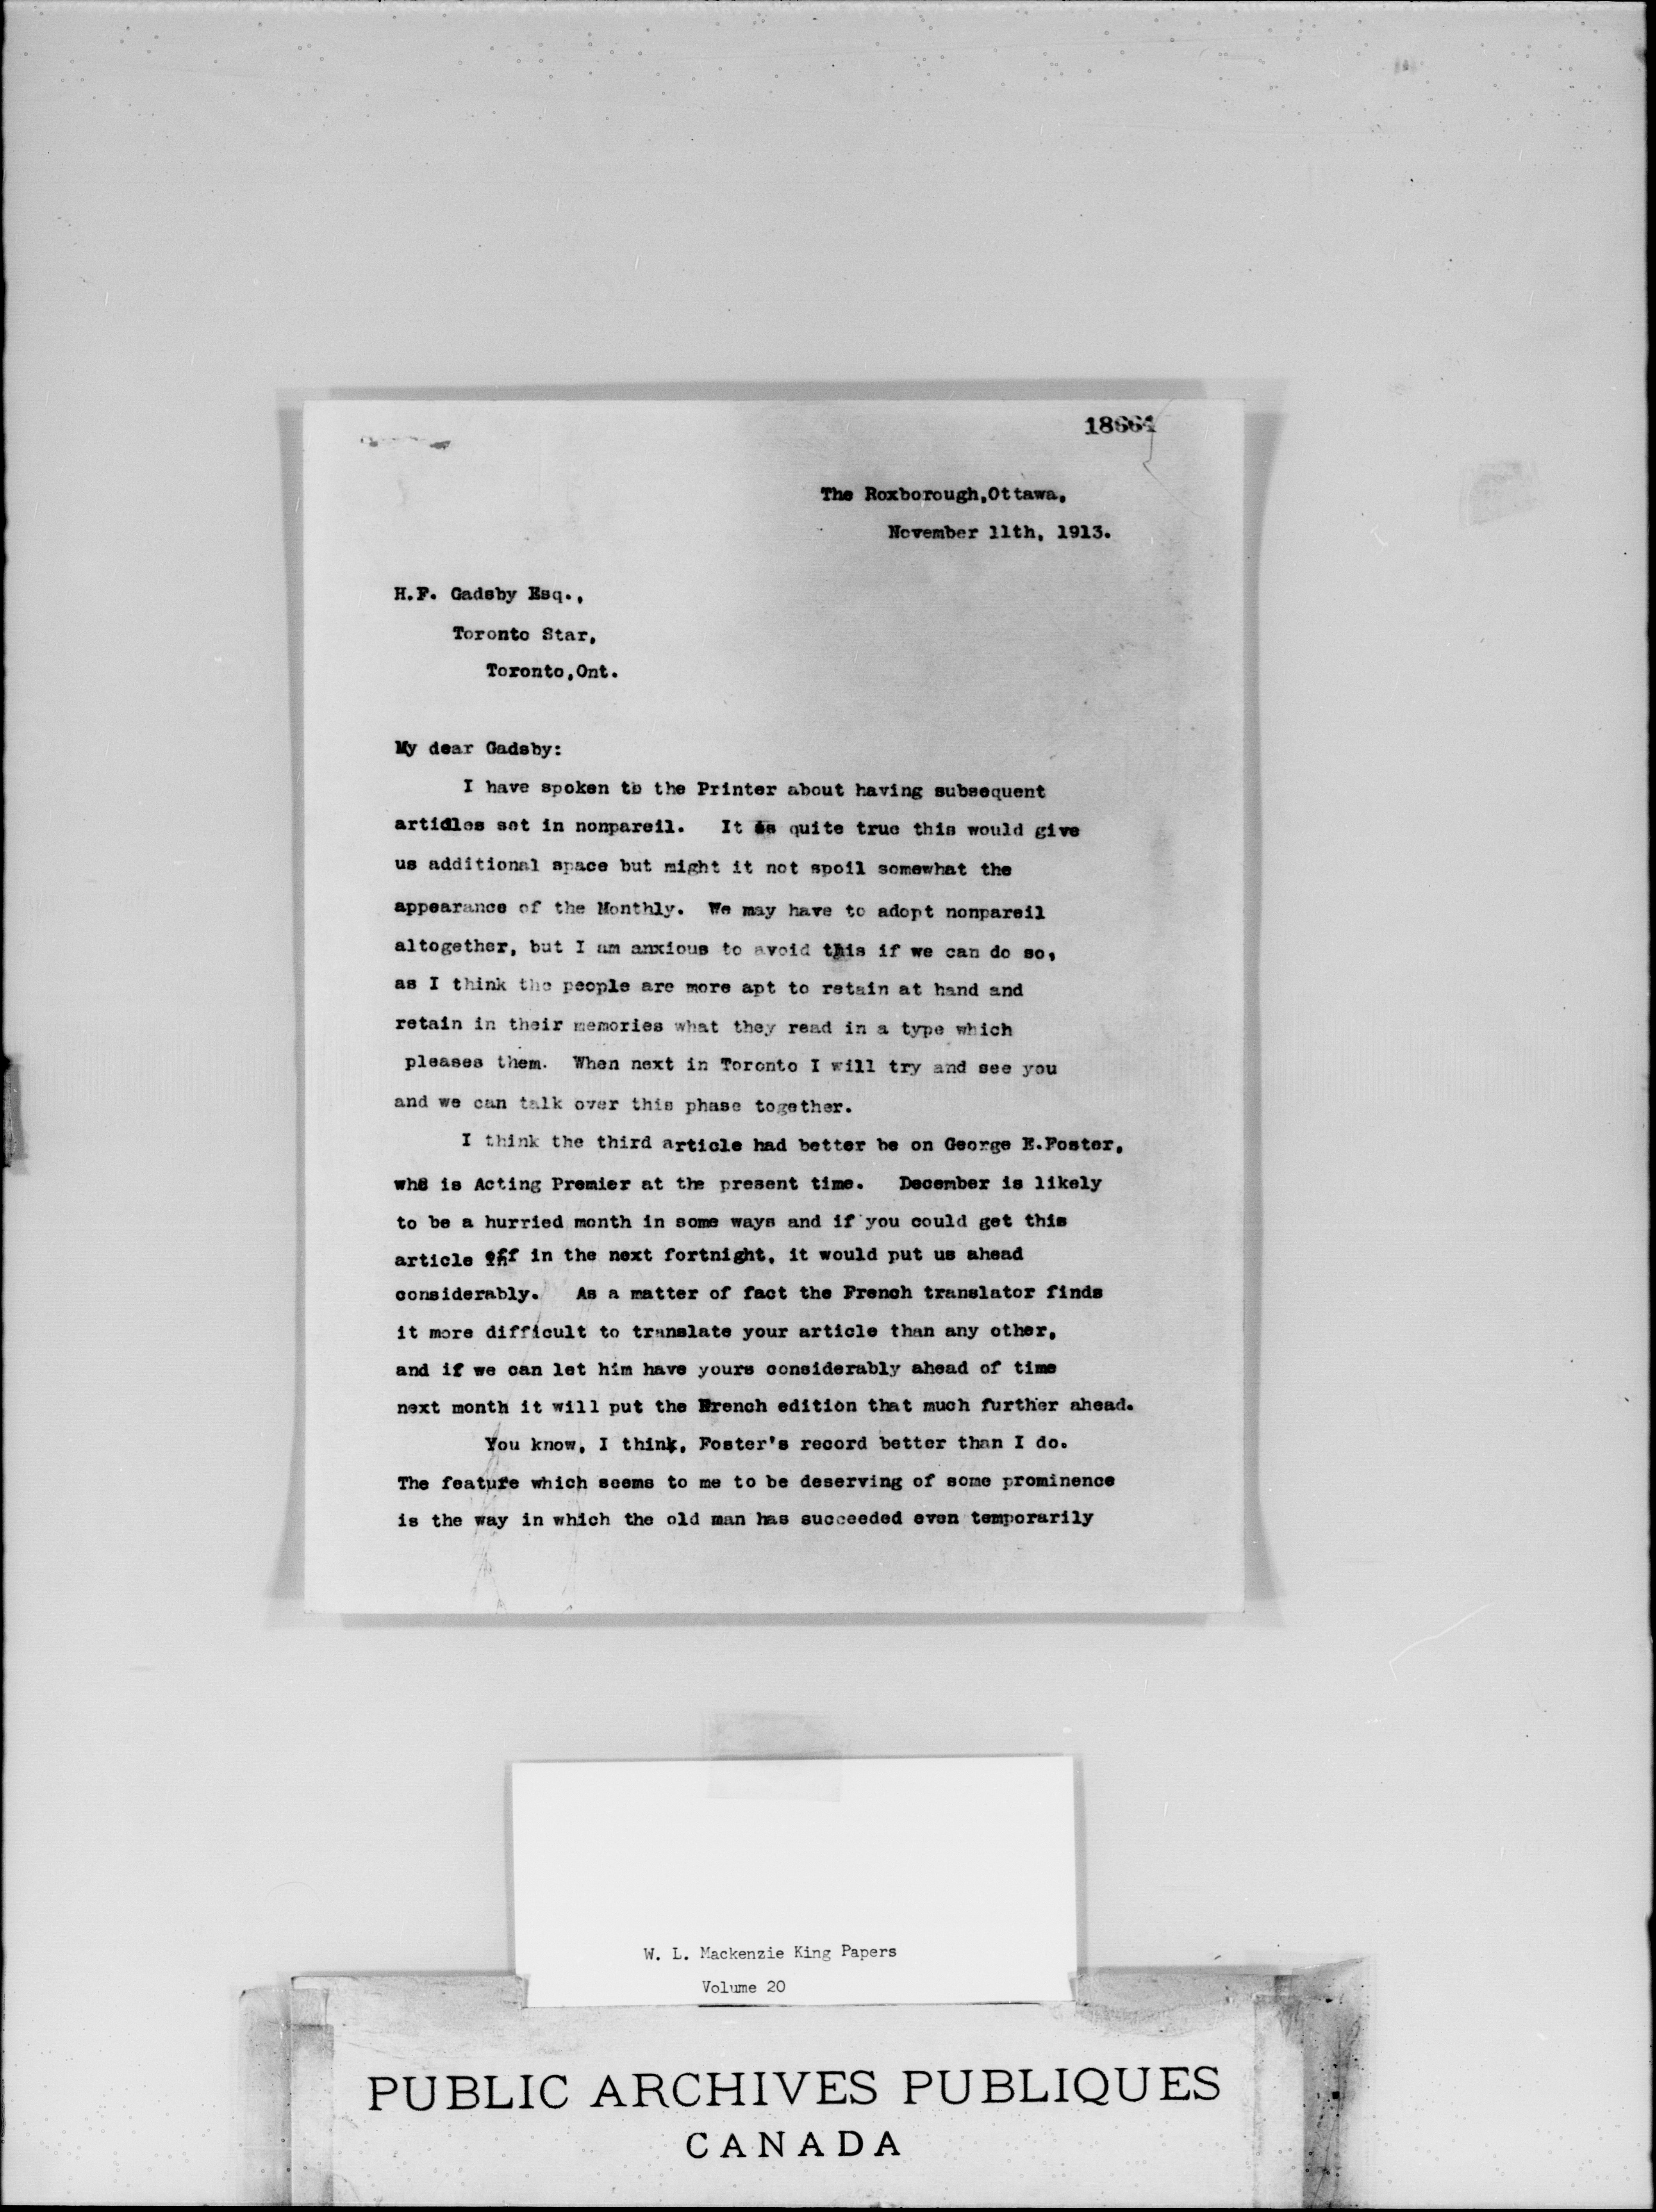 18664
The Roxborough,Ottawa,
November 11th, 1913.
H.F. Gadsby Esq.,
Toronto Star,
Toronto,Ont.
My dear Gadsby:
I have spoken to the Printer about having subsequent
articles set in nonpareil. It is quite true this would give
us additional space but might it not spoil somewhat the
appearance of the Monthly. We may have to adopt nonpareil
altogether, but I am anxious to avoid this if we can do so,
as I think the people are more apt to retain at hand and
retain in their memories what they read in a type which
pleases them. When next in Toronto I will try and see you
and we can talk over this phase together.
I think the third article had better be on George E.Foster,
who is Acting Premier at the present time. December is likely
to be a hurried month in some ways and if you could get this
article off in the next fortnight, it would put us ahead
considerably. As a matter of fact the French translator finds
it more difficult to translate your article than any other,
and if we can let him have yours considerably ahead of time
next month it will put the French edition that much further ahead.
You know, I think, Foster's record better than I do.
The feature which seems to me to be deserving of some prominence
is the way in which the old man has succeeded even temporarily
W. L. Mackenzie King Papers
Volume 20
PUBLIC ARCHIVES PUBLIQUES
CANADA